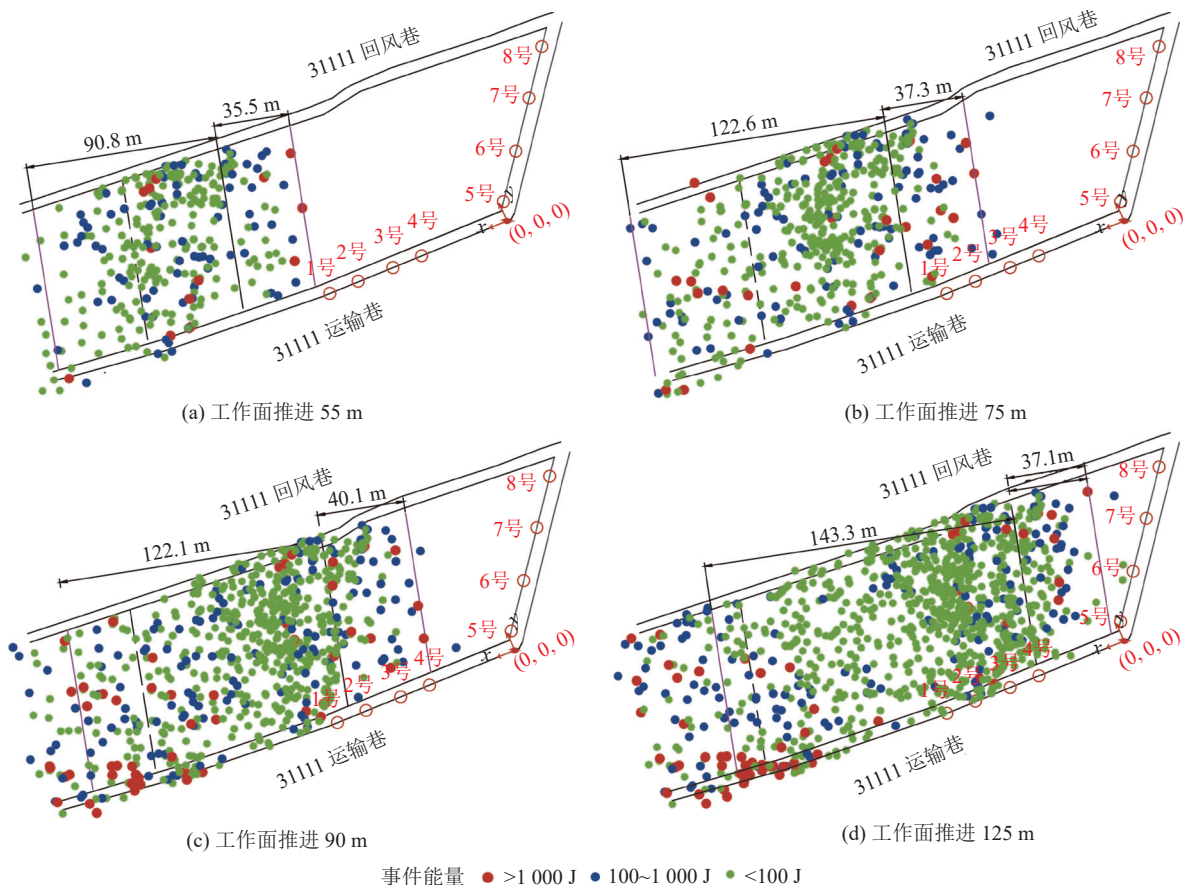 31111 回风巷
8号
7号
6号
5号
35.5 m
90.8 m
y
x
(0, 0, 0)
4号
3号
2号
1号
31111 运输巷
(a) 工作面推进 55 m
31111 回风巷
8号
7号
6号
5号
37.3 m
122.6 m
x
(0, 0, 0)
4号
3号
2号
1号
31111 运输巷
(b) 工作面推进 75 m
31111 回风巷
8号
7号
6号
5号
40.1 m
122.1 m
y
x
(0, 0, 0)
4号
3号
2号
1号
31111 运输巷
(c) 工作面推进 90 m
31111 回风巷
8号
7号
6号
5号
37.1m
143.3 m
x
(0, 0, 0)
4号
3号
2号
1号
31111 运输巷
(d) 工作面推进 125 m
事件能量 >1 000 J 100~1 000 J <100 J